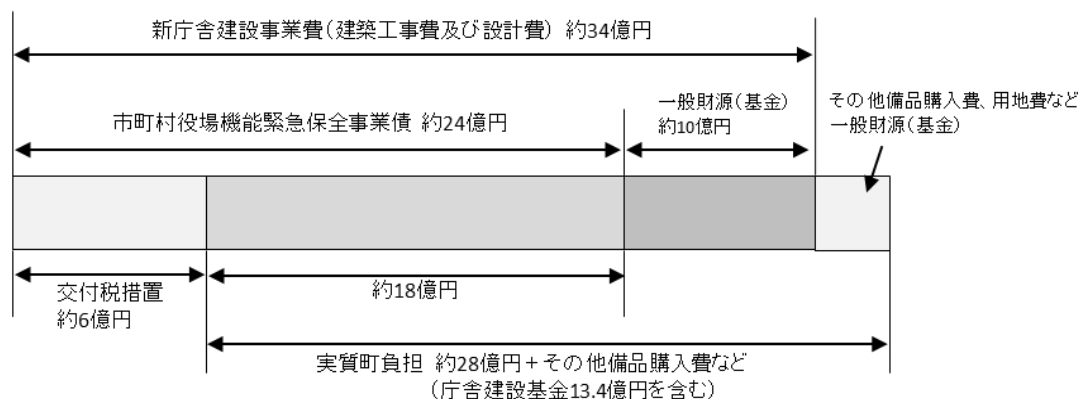 新庁舎建設事業費(建築工事費及び設計費) 約34億円
市町村役場機能緊急保全事業債 約24億円
一般財源(基金)
約10億円
その他備品購入費、用地費など
一般財源(基金)
交付税措置
約6億円
約18億円
実質町負担 約28億円+その他備品購入費など
(庁舎建設基金13.4億円を含む)